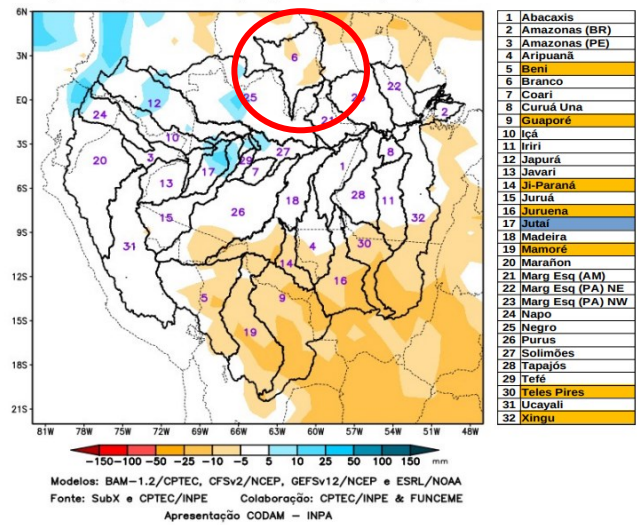 6N
3N
EQ
3S
6S
9S
12S
15S
18S
21S
6
22
25
12
24
2
21
10
27
8
20
3
29
1
17
7
13
28
18
11
15
26
32
31
4
30
14
16
5
9
19
81W 78W 75W 72W 69W 66W 63W 60W 57W 54W 51W 48W
-150 -100 -50 -25 -10 -5 5 10 25 50 100 150 mm
Modelos: BAM-1.2/CPTEC, CFSv2/NCEP, GEFSv12/NCEP e ESRL/NOAA
Fonte: SubX e CPTEC/INPE Colaboração: CPTEC/INPE & FUNCEME
Apresentação CODAM - INPA
1 Abacaxis
2 Amazonas (BR)
3 Amazonas (PE)
4 Aripuanã
5 Beni
6 Branco
7 Coari
8 Curuá Una
9 Guaporé
10 Içá
11 Iriri
12 Japurá
13 Javari
14 Ji-Paraná
15 Juruá
16 Juruena
17 Jutaí
18 Madeira
19 Mamoré
20 Marañon
21 Marg Esq (AM)
22 Marg Esq (PA) NE
23 Marg Esq (PA) NW
24 Napo
25 Negro
26 Purus
27 Solimões
28 Tapajós
29 Tefé
30 Teles Pires
31 Ucayali
32 Xingu